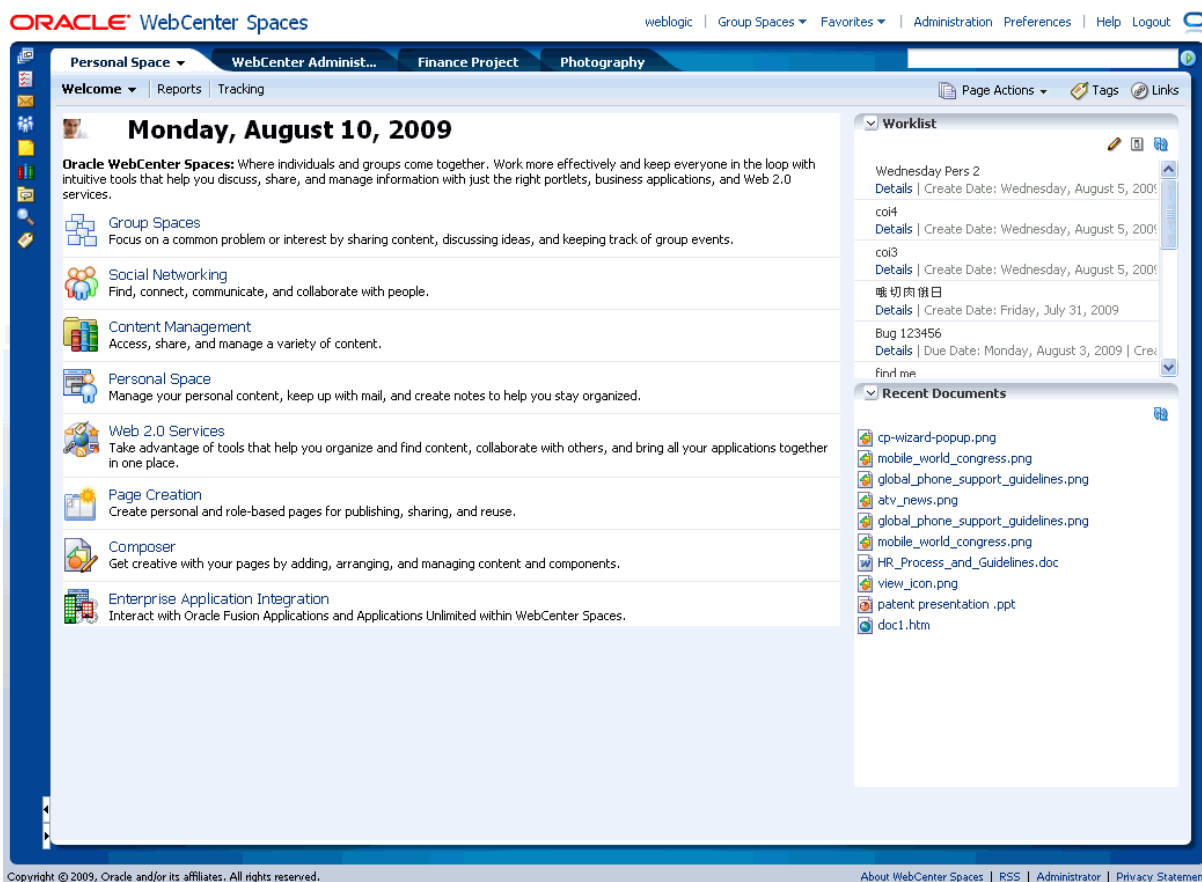 ORACLE WebCenter Spaces
weblogic | Group Spaces Favorites | Administration Preferences | Help Logout
Personal Space WebCenter Administ... Finance Project Photography
Welcome | Reports | Tracking
Page Actions Tags Links
Monday, August 10, 2009
Oracle WebCenter Spaces: Where individuals and groups come together. Work more effectively and keep everyone in the loop with
intuitive tools that help you discuss, share, and manage information with just the right portlets, business applications, and Web 2.0
services.
Group Spaces
Focus on a common problem or interest by sharing content, discussing ideas, and keeping track of group events.
Social Networking
Find, connect, communicate, and collaborate with people.
Content Management
Access, share, and manage a variety of content.
Personal Space
Manage your personal content, keep up with mail, and create notes to help you stay organized.
Web 2.0 Services
Take advantage of tools that help you organize and find content, collaborate with others, and bring all your applications together
in one place.
Page Creation
Create personal and role-based pages for publishing, sharing, and reuse.
Composer
Get creative with your pages by adding, arranging, and managing content and components.
Enterprise Application Integration
Interact with Oracle Fusion Applications and Applications Unlimited within WebCenter Spaces.
Worklist
Wednesday Pers 2
Details | Create Date: Wednesday, August 5, 2009
coi4
Details | Create Date: Wednesday, August 5, 2009
coi3
Details | Create Date: Wednesday, August 5, 2009
切肉俄日
Details | Create Date: Friday, July 31, 2009
Bug 123456
Details | Due Date: Monday, August 3, 2009 | Crea
find me
Recent Documents
cp-wizard-popup.png
mobile_world_congress.png
global_phone_support_guidelines.png
atv_news.png
global_phone_support_guidelines.png
mobile_world_congress.png
HR_Process_and_Guidelines.doc
view_icon.png
patent presentation .ppt
doc1.htm
Copyright © 2009, Oracle and/or its affiliates. All rights reserved.
About WebCenter Spaces | RSS | Administrator | Privacy Statemen